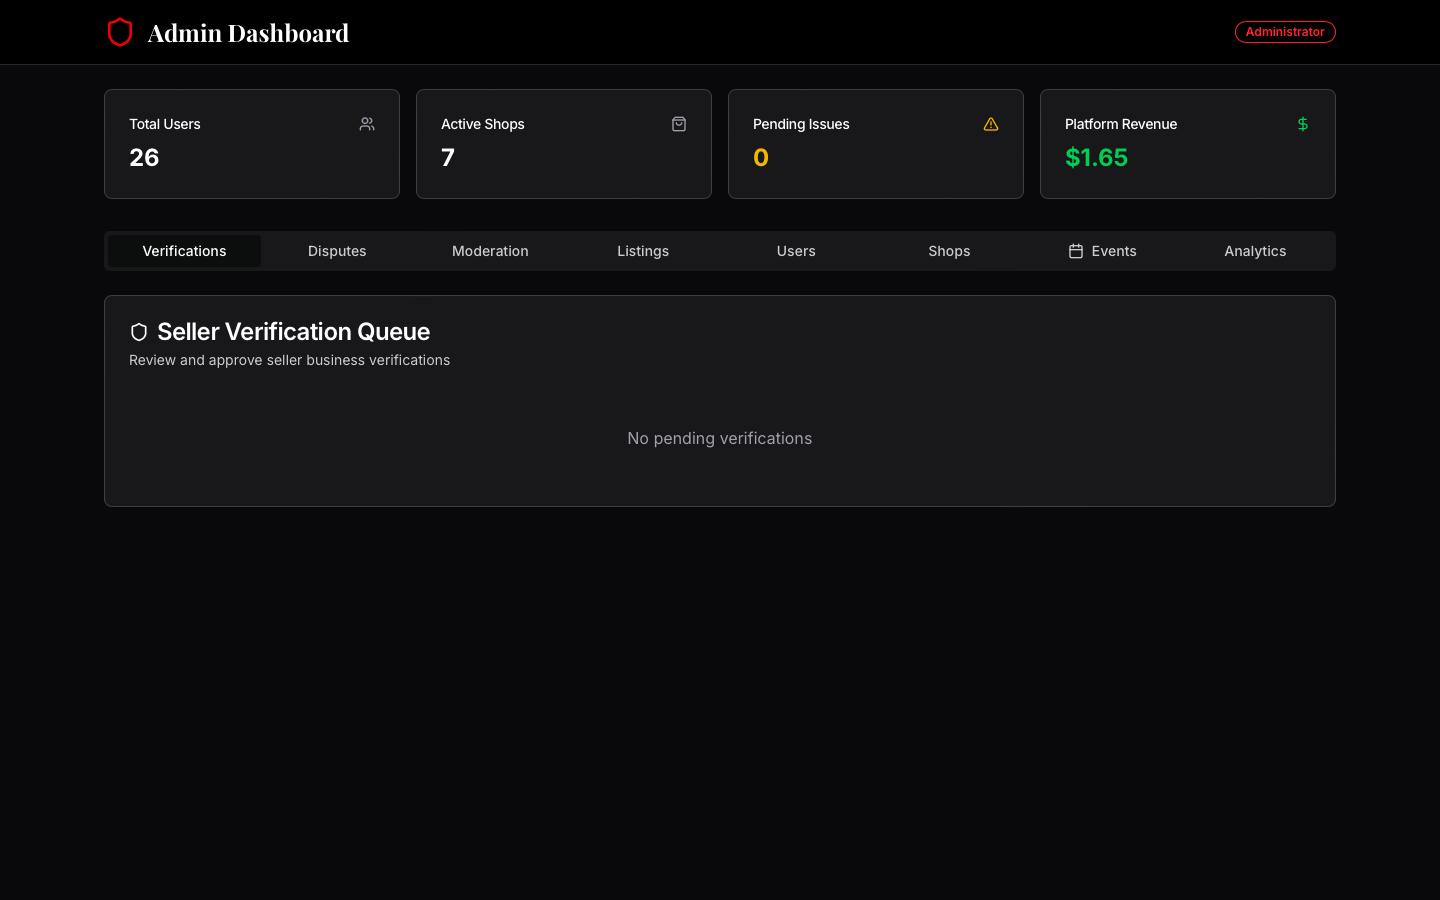 Admin Dashboard
Administrator
Total Users
26
Active Shops
7
Pending Issues
0
Platform Revenue
$1.65
Verifications
Disputes
Moderation
Listings
Users
Shops
Events
Analytics
Seller Verification Queue
Review and approve seller business verifications
No pending verifications